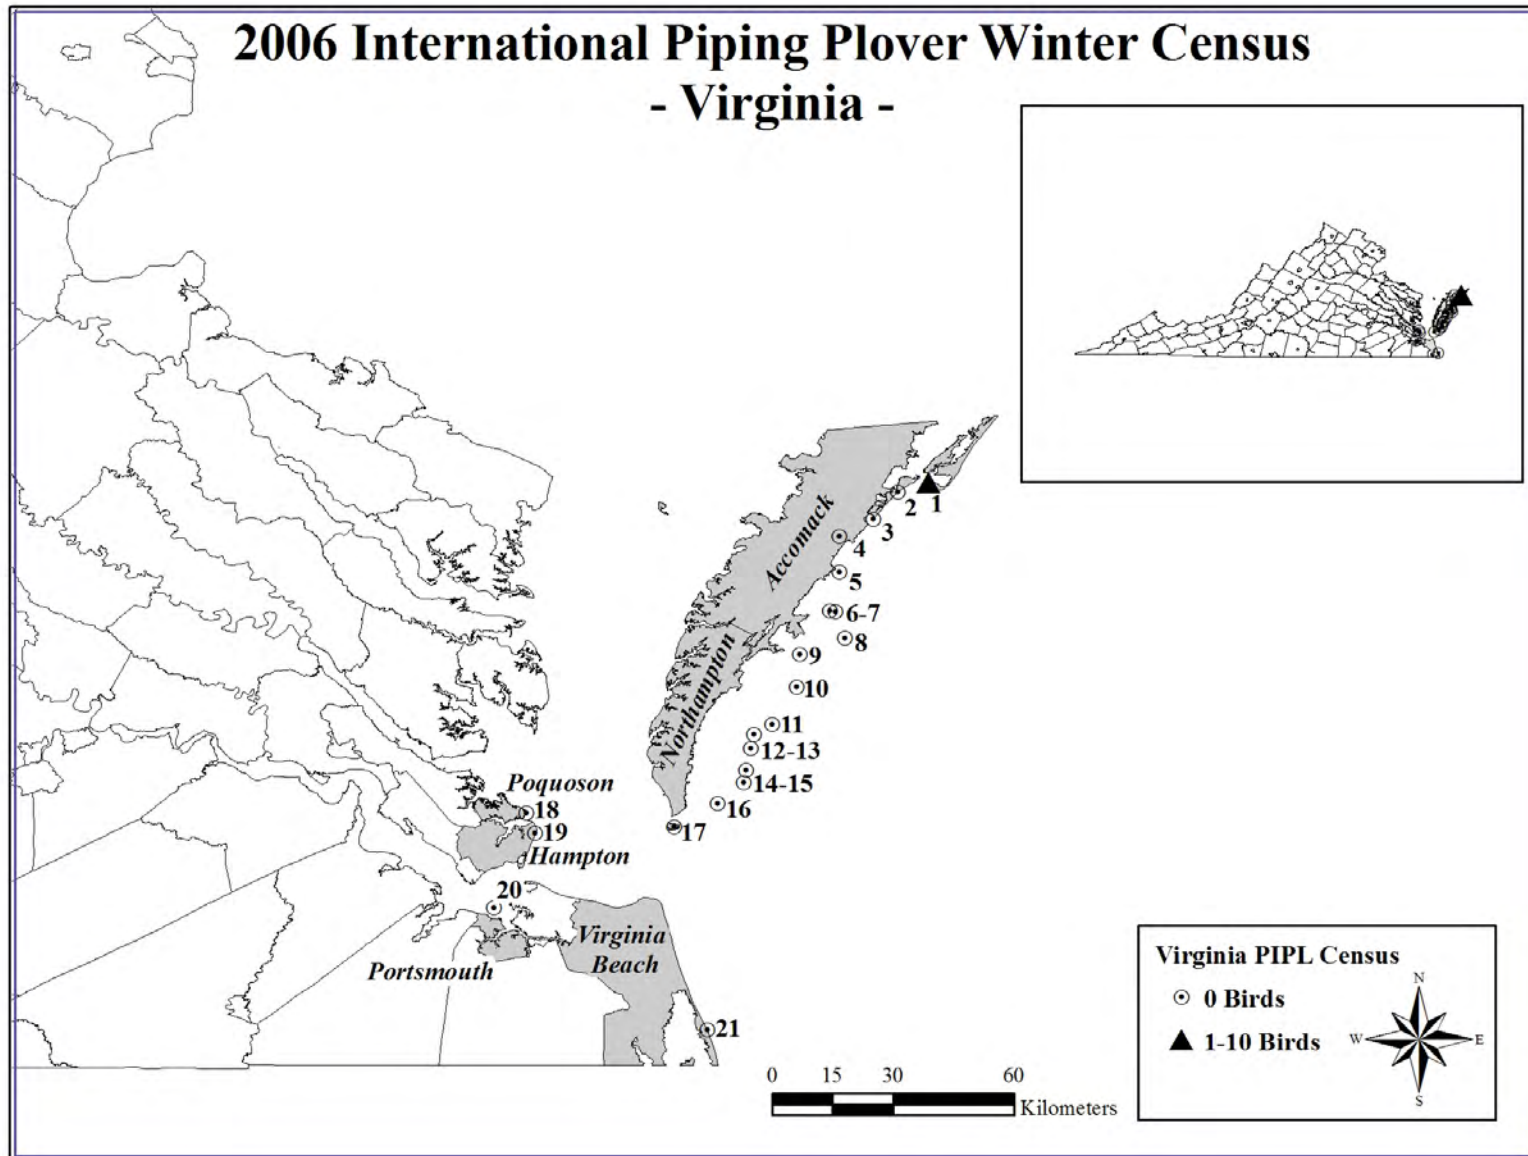 2006 International Piping Plover Winter Census
- Virginia -
1
2
3
4
Accomack
5
6-7
8
9
Northampton
10
11
12-13
14-15
Poquoson
16
18
17
19
Hampton
20
Virginia
Beach
Portsmouth
21
0 15 30 60
Kilometers
Virginia PIPL Census
0 Birds
1-10 Birds
N
W E
S